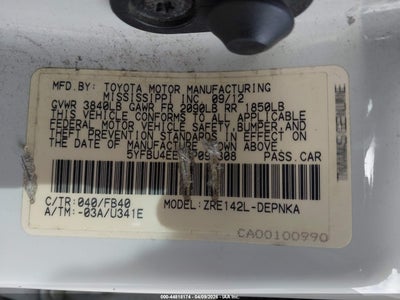 MFD.BY: TOYOTA MOTOR MANUFACTURING
MISSISSIPPI INC 09/12
GVWR 3840LB GAWR FR 2090LB RR 1850LB
THIS VEHICLE CONFORMS TO ALL APPLICABLE
FEDERAL MOTOR VEHICLE SAFETY, BUMPER, AND
THEFT PREVENTION STANDARDS IN EFFECT ON
THE DATE OF MANUFACTURE SHOWN ABOVE.
PASS.CAR
C/TR: 040/FB40 MODEL: ZRE142L-DEPNKA
A/TM: -03A/U341E
CA00100990
© IAA